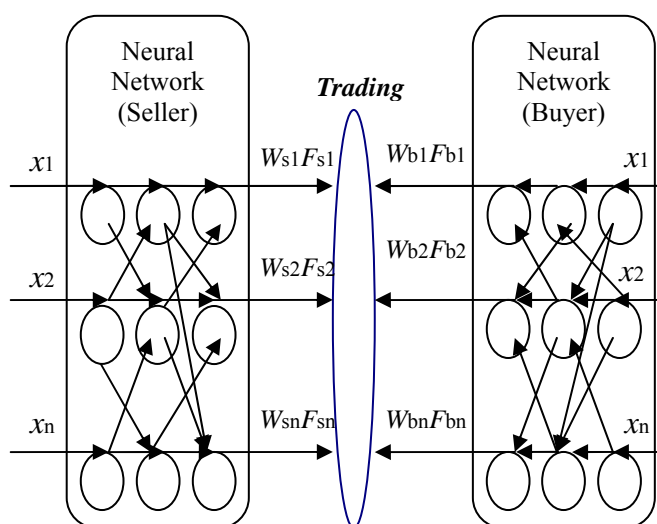 Neural
Network
(Seller)
Trading
Neural
Network
(Buyer)
x1
Ws1Fs1
Wb1Fb1
x1
x2
Ws2Fs2
Wb2Fb2
x2
xn
WsnFsn
WbnFbn
xn